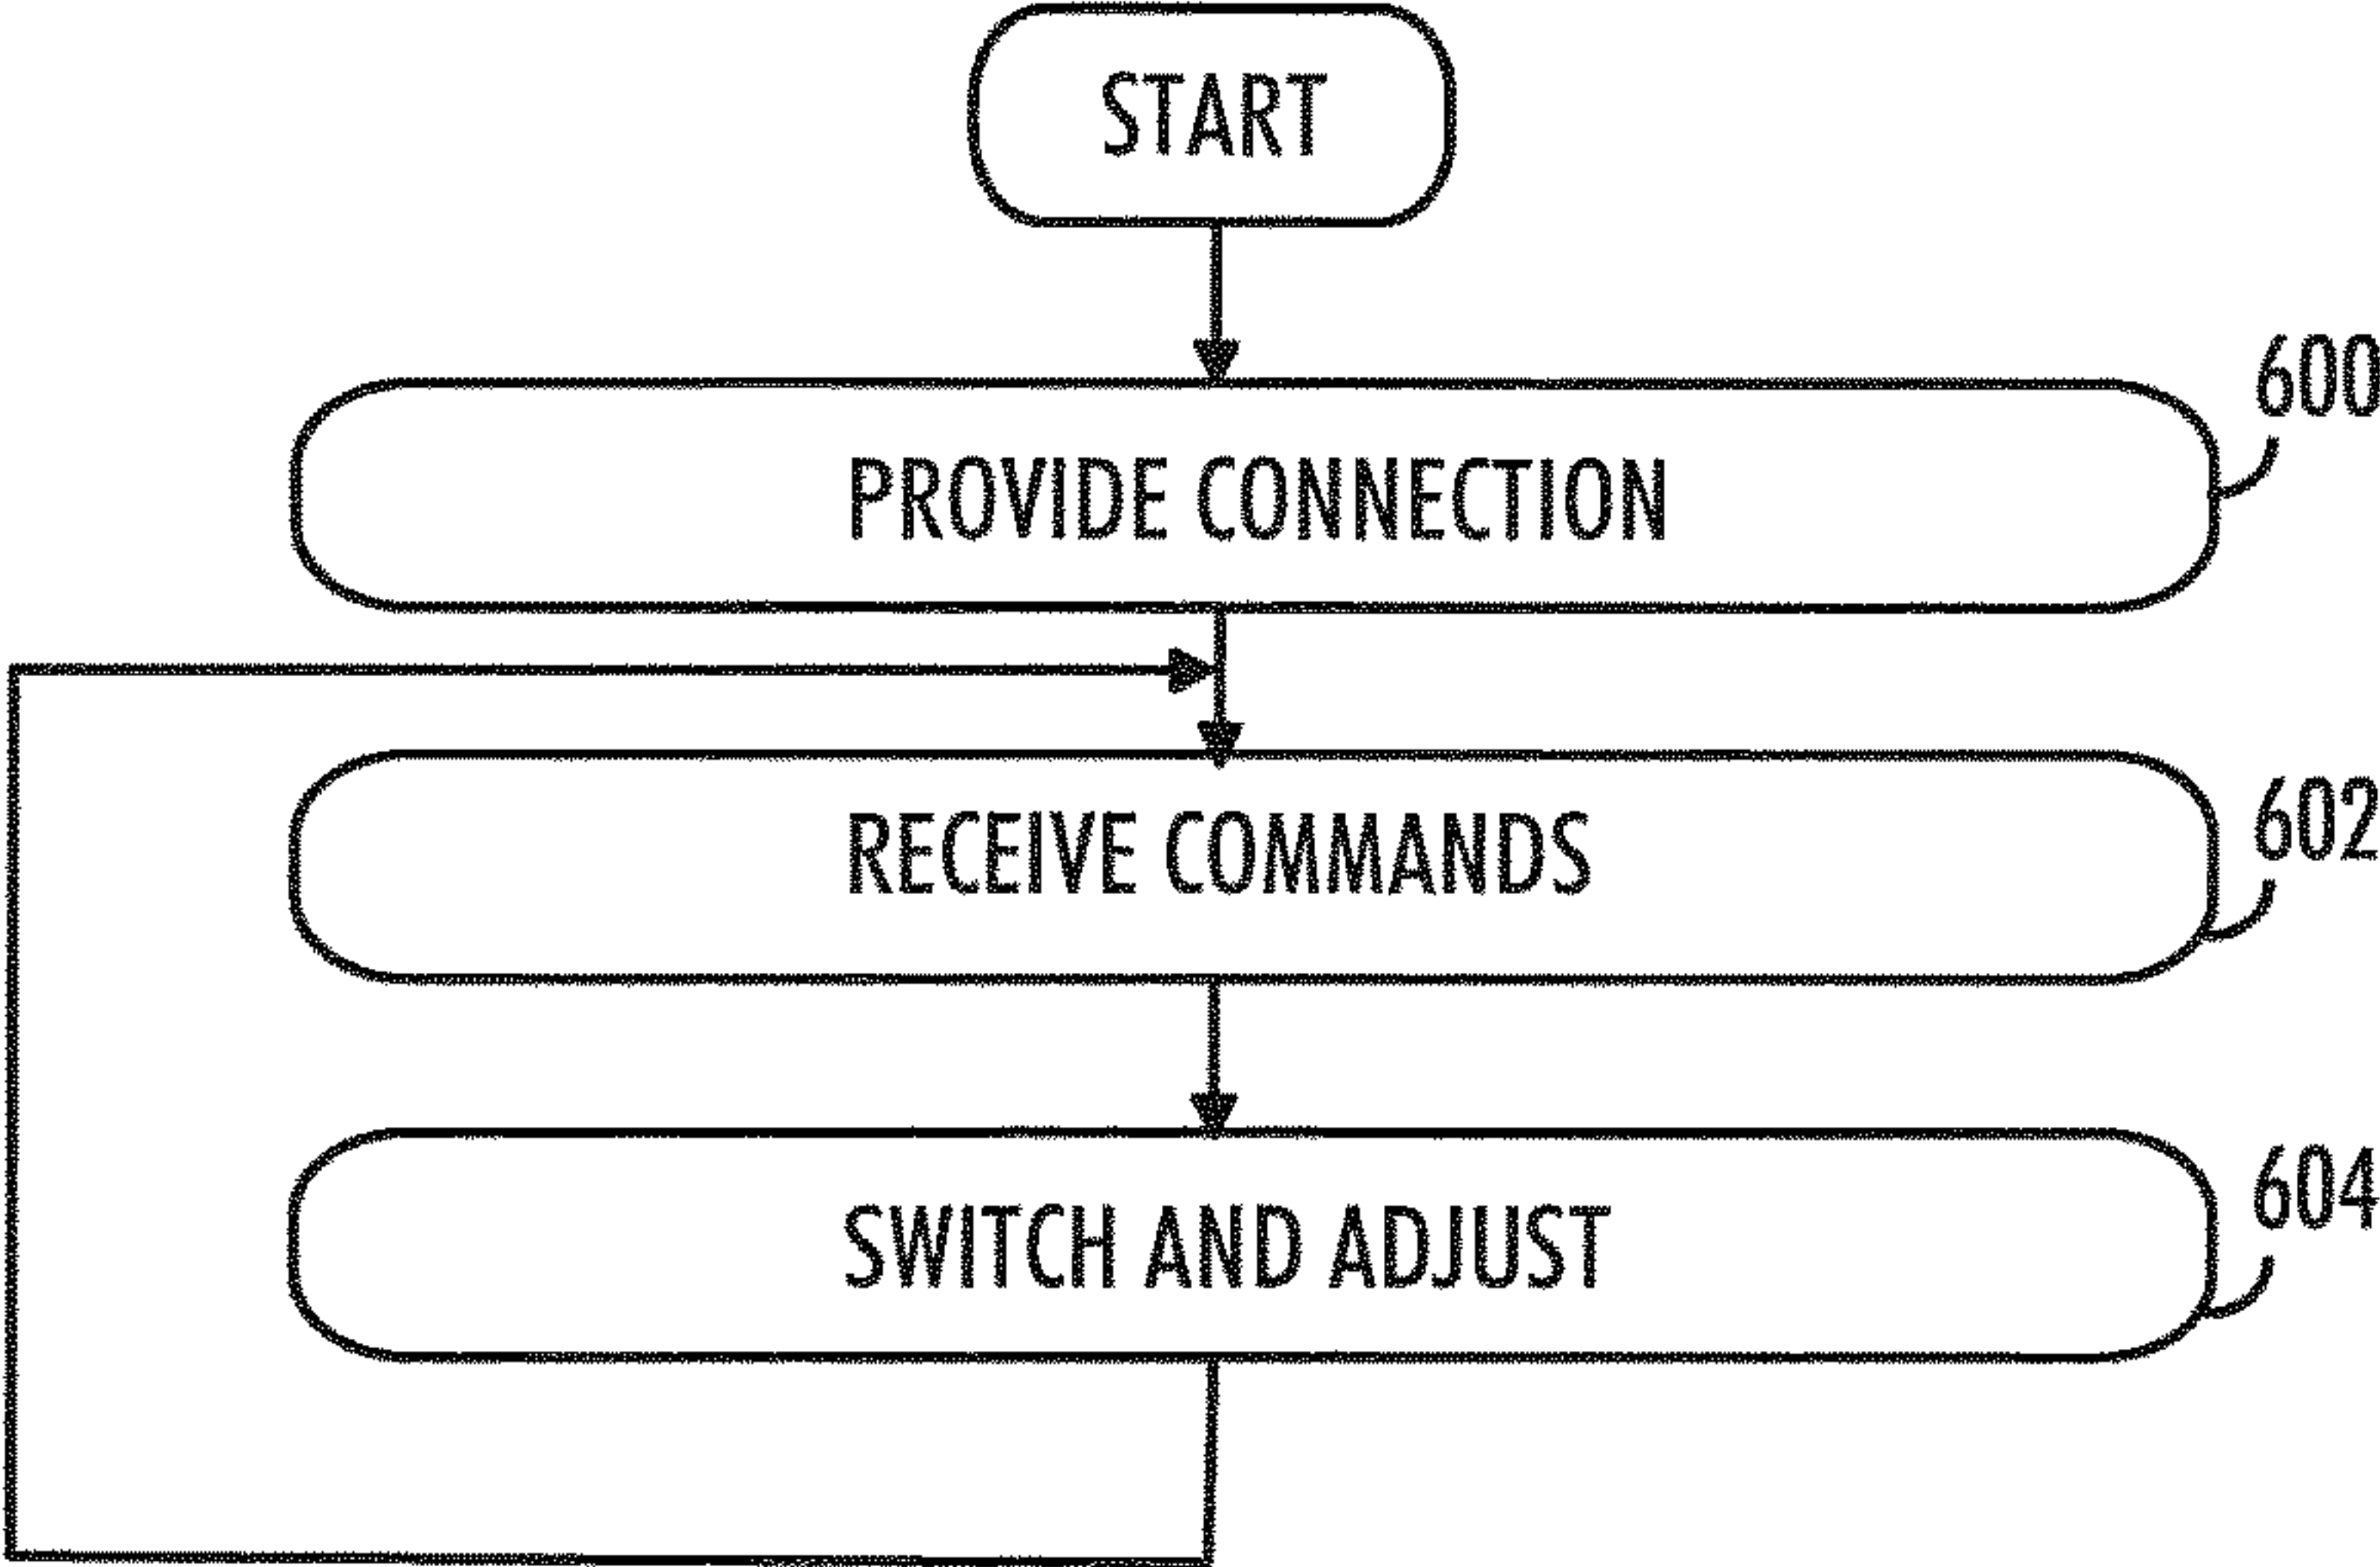 START
600
PROVIDE CONNECTION
602
RECEIVE COMMANDS
604
SWITCH AND ADJUST